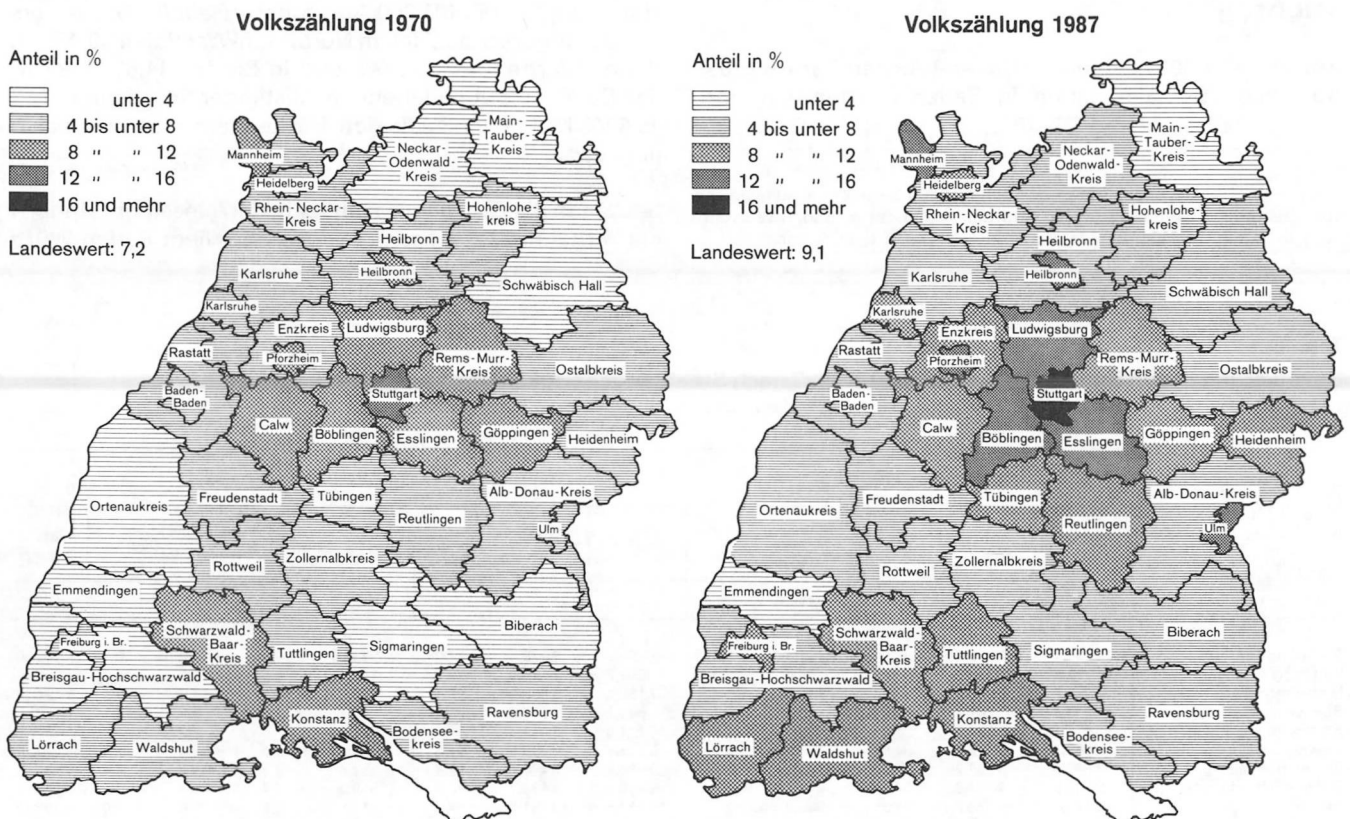 Volkszählung 1970
Anteil in %
unter 4
4 bis unter 8
8 " " 12
12 " " 16
16 und mehr
Landeswert: 7,2
Main-
Tauber-
Kreis
Neckar-
Odenwald-
Kreis
Mannheim
Heidelberg
Rhein-Neckar-
Kreis
Hohenlohe-
kreis
Heilbronn
Heilbronn
Karlsruhe
Schwäbisch Hall
Karlsruhe
Enzkreis
Ludwigsburg
Rastatt
Pforzheim
Rems-Murr-
Kreis
Ostalbkreis
Baden-
Baden
Stuttgart
Calw
Böblingen
Esslingen
Göppingen
Heidenheim
Ortenaukreis
Freudenstadt
Tübingen
Reutlingen
Alb-Donau-Kreis
Ulm
Rottweil
Zollernalbkreis
Emmendingen
Biberach
Freiburg i. Br.
Schwarzwald-
Baar-
Kreis
Tuttlingen
Sigmaringen
Breisgau-Hochschwarzwald
Konstanz
Ravensburg
Bodensee-
kreis
Lörrach
Waldshut
Volkszählung 1987
Anteil in %
unter 4
4 bis unter 8
8 " " 12
12 " " 16
16 und mehr
Landeswert: 9,1
Main-
Tauber-
Kreis
Neckar-
Odenwald-
Kreis
Mannheim
Heidelberg
Rhein-Neckar-
Kreis
Hohenlohe-
kreis
Heilbronn
Heilbronn
Karlsruhe
Schwäbisch Hall
Karlsruhe
Enzkreis
Ludwigsburg
Rastatt
Pforzheim
Rems-Murr-
Kreis
Ostalbkreis
Baden-
Baden
Stuttgart
Calw
Böblingen
Esslingen
Göppingen
Heidenheim
Ortenaukreis
Freudenstadt
Tübingen
Reutlingen
Alb-Donau-Kreis
Ulm
Rottweil
Zollernalbkreis
Emmendingen
Biberach
Freiburg i. Br.
Schwarzwald-
Baar-
Kreis
Tuttlingen
Sigmaringen
Breisgau-Hochschwarzwald
Konstanz
Ravensburg
Bodensee-
kreis
Lörrach
Waldshut